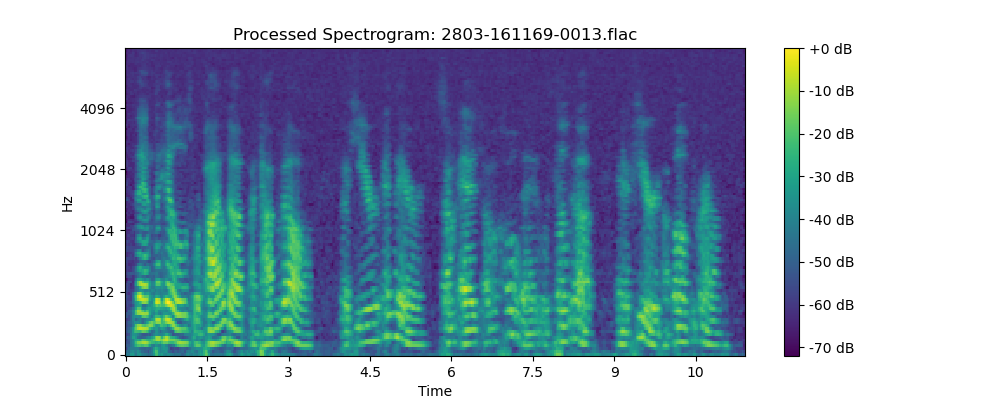 Processed Spectrogram: 2803-161169-0013.flac
+0 dB
4096
-10 dB
-20 dB
2048
-30 dB
Hz
1024
-40 dB
-50 dB
512
-60 dB
0
-70 dB
0 1.5 3 4.5 6 7.5 9 10
Time